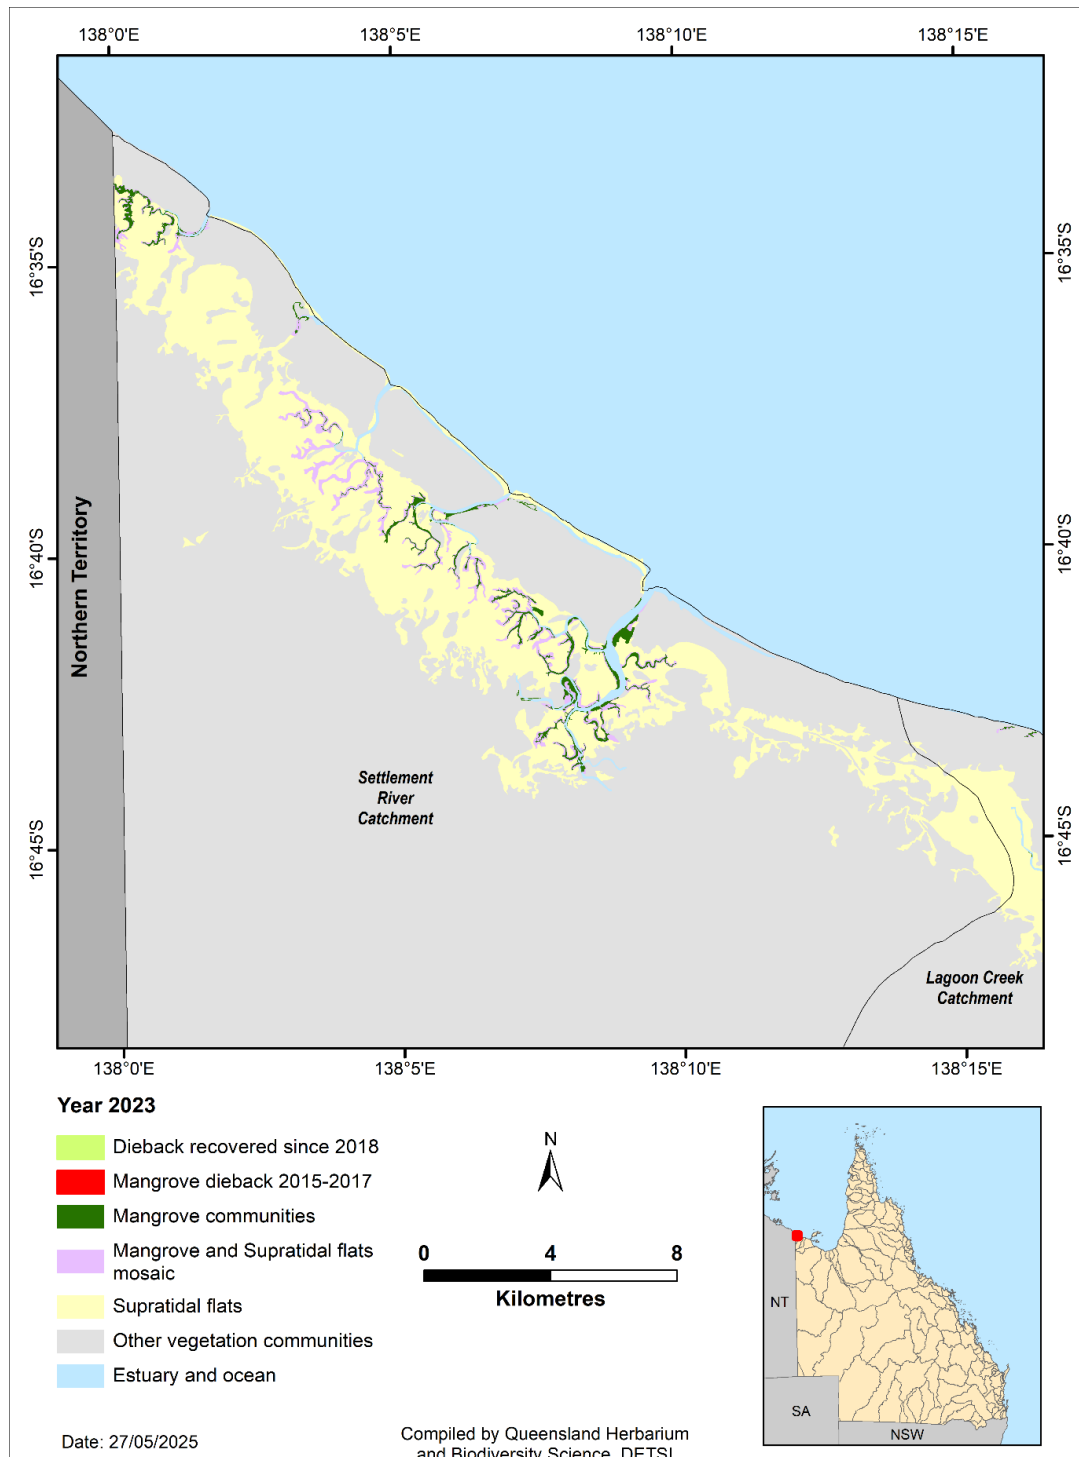 138°0'E 138°5'E 138°10'E 138°15'E
16°35'S 16°35'S
16°40'S 16°40'S
16°45'S 16°45'S
Northern Territory
Settlement
River
Catchment
Lagoon Creek
Catchment
138°0'E 138°5'E 138°10'E 138°15'E
Year 2023
Dieback recovered since 2018
Mangrove dieback 2015-2017
Mangrove communities
Mangrove and Supratidal flats
mosaic
Supratidal flats
Other vegetation communities
Estuary and ocean
N
0 4 8
Kilometres
NT
SA
NSW
Date: 27/05/2025
Compiled by Queensland Herbarium
and Biodiversity Science, DETSI